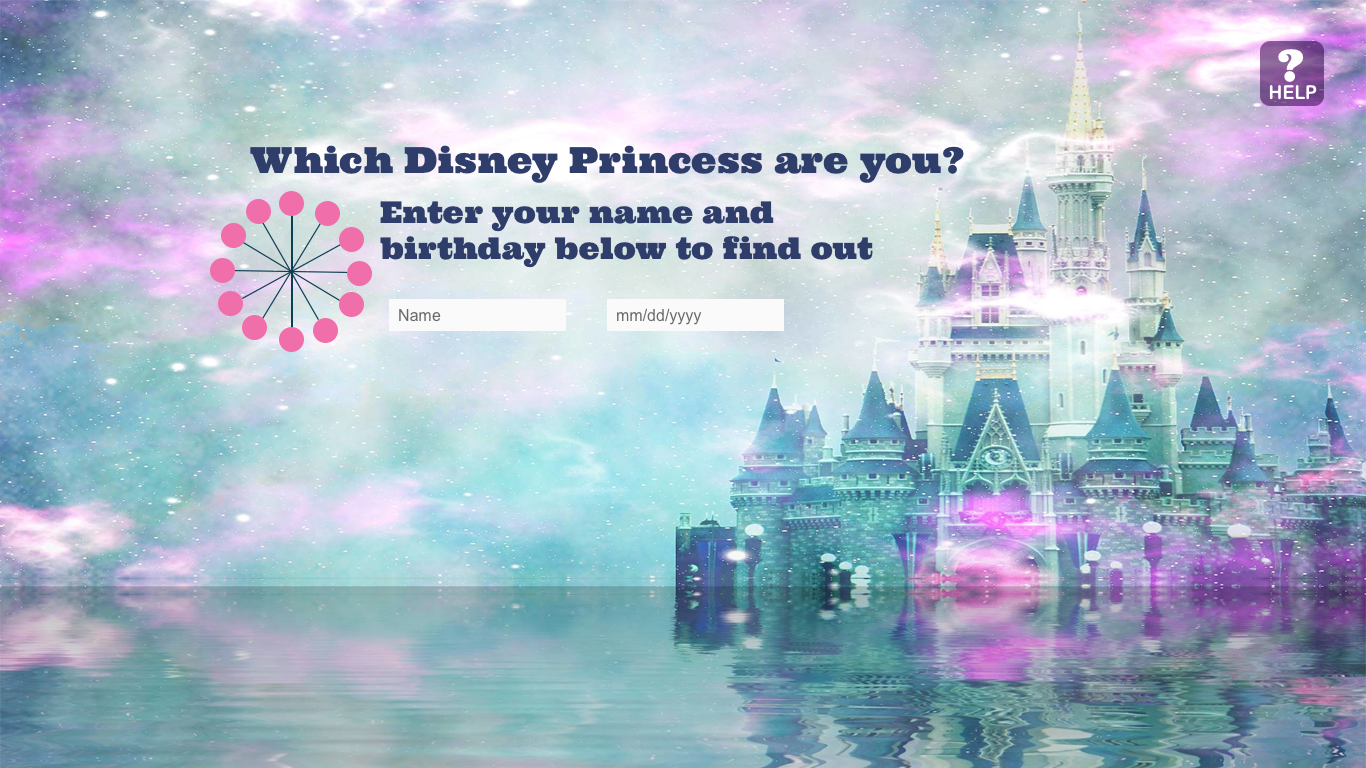 ?
HELP
Which Disney Princess are you?
Enter your name and
birthday below to find out
Name
mm/dd/yyyy